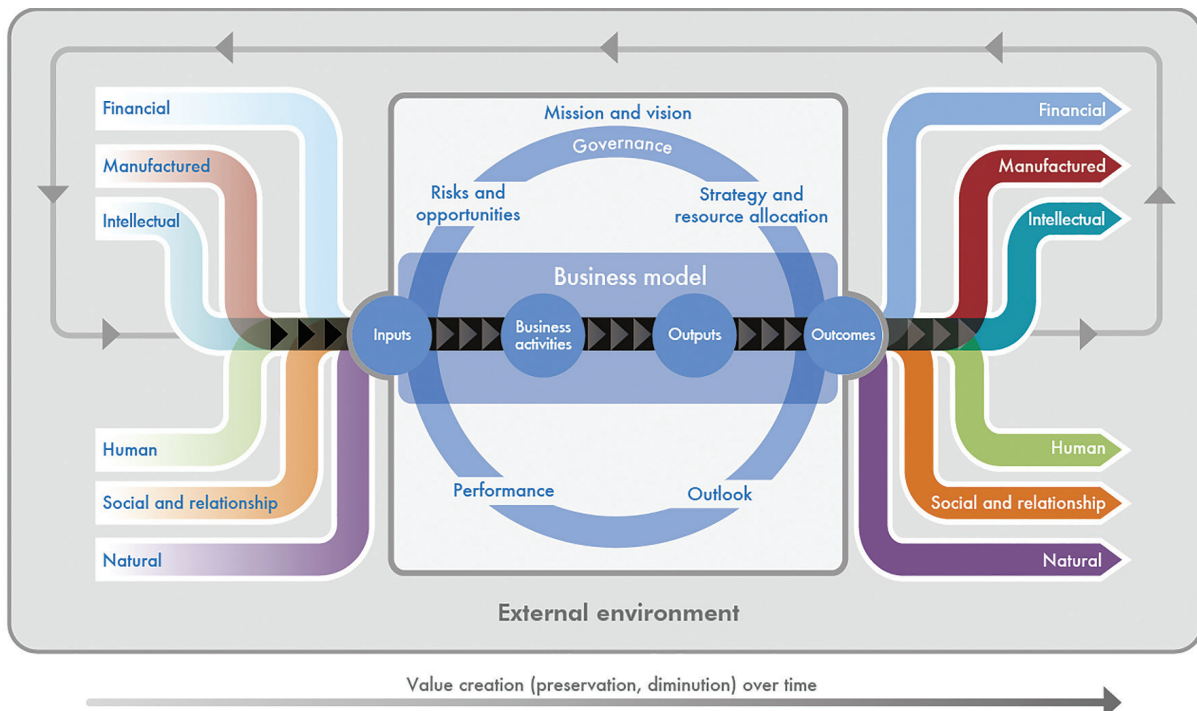 Financial
Manufactured
Intellectual
Human
Social and relationship
Natural
Mission and vision
Governance
Risks and
opportunities
Strategy and
resource allocation
Business model
Inputs
Business
activities
Outputs
Outcomes
Performance
Outlook
Financial
Manufactured
Intellectual
Human
Social and relationship
Natural
External environment
Value creation (preservation, diminution) over time